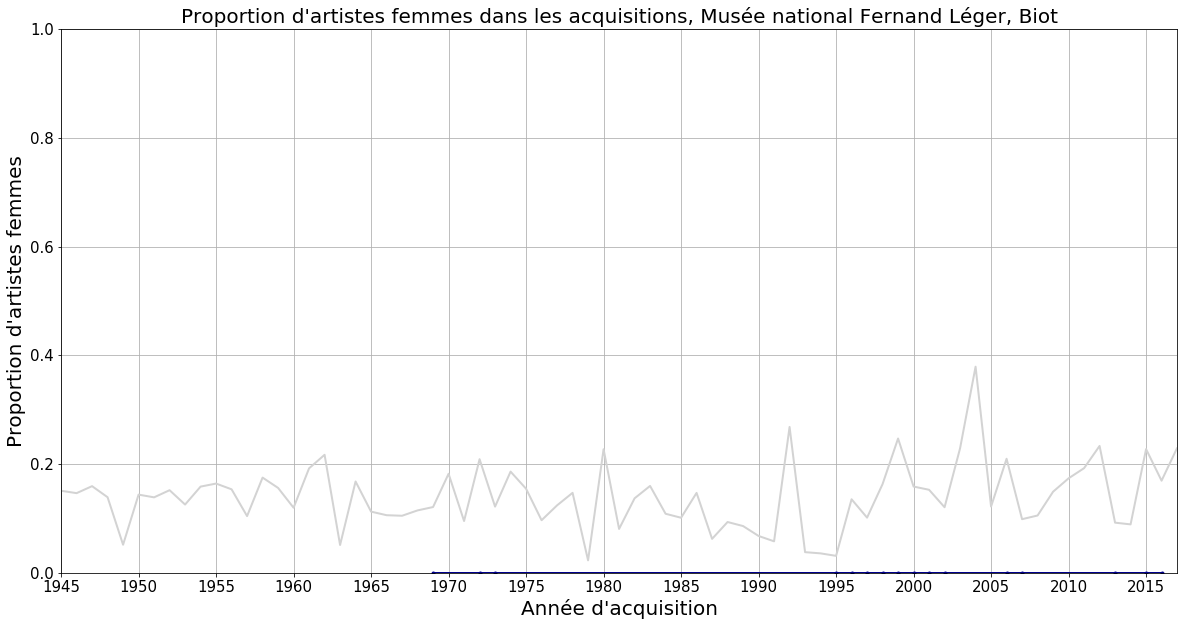 Proportion d'artistes femmes dans les acquisitions, Musée national Fernand Léger, Biot
1.0
0.8
0.6
0.4
0.2
0.0
Proportion d'artistes femmes
1945 1950 1955 1960 1965 1970 1975 1980 1985 1990 1995 2000 2005 2010 2015
Année d'acquisition